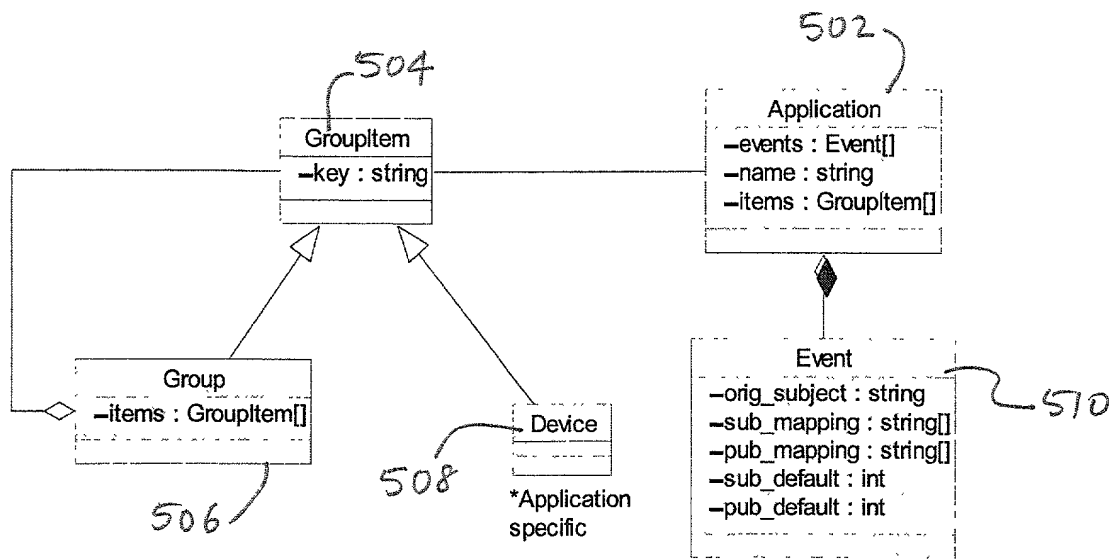 502
504
Application
–events : Event[]
–name : string
–items : GroupItem[]
GroupItem
–key : string
Group
–items : GroupItem[]
506
Device
508
*Application
specific
Event
–orig_subject : string
–sub_mapping : string[]
–pub_mapping : string[]
–sub_default : int
–pub_default : int
510